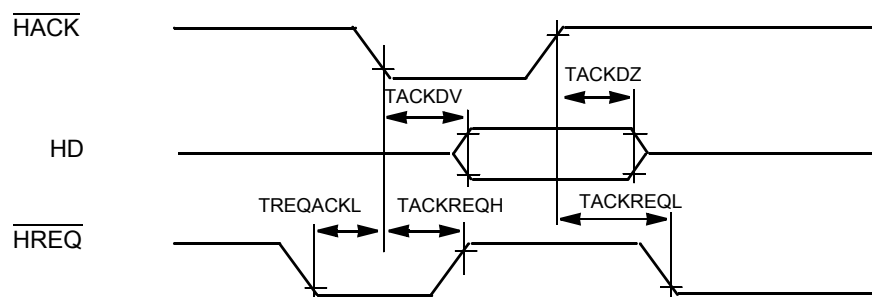 HACK
TACKDZ
TACKDV
HD
TREQACKL
TACKREQH
TACKREQL
HREQ